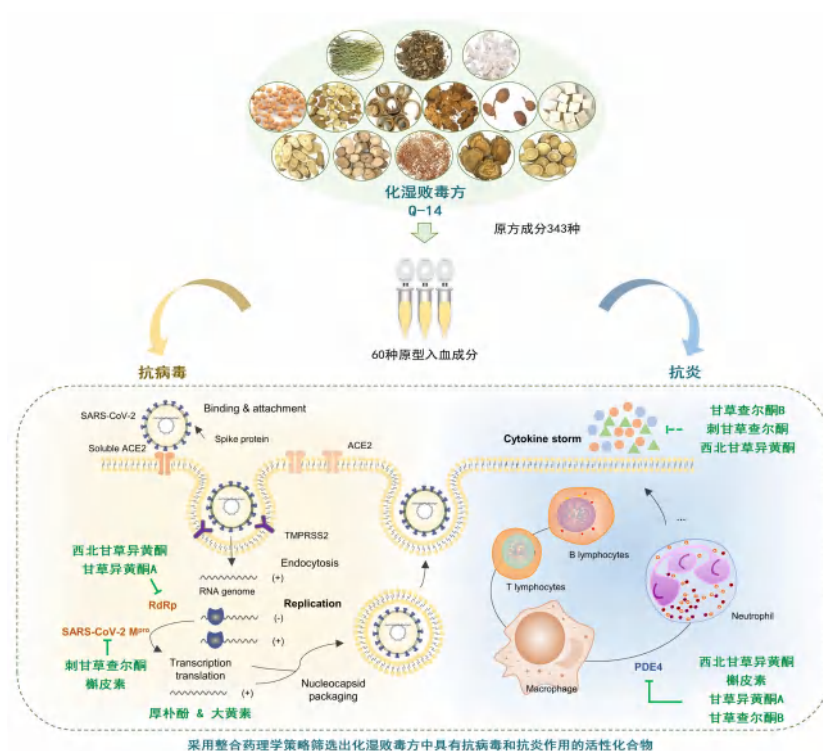 化湿败毒方
Q-14
原方成分343种
60种原型入血成分
抗病毒
抗炎
SARS-CoV-2
Binding & attachment
Spike protein
Soluble ACE2
ACE2
Cytokine storm
甘草查尔酮B
刺甘草查尔酮
西北甘草异黄酮
TMPRSS2
Endocytosis
RNA genome
(+)
西北甘草异黄酮
甘草异黄酮A
RdRp
Replication
(-)
(+)
SARS-CoV-2 Mᵖʳᵒ
刺甘草查尔酮
槲皮素
Transcription
translation
(+)
Nucleocapsid
packaging
厚朴酚 & 大黄素
B lymphocytes
T lymphocytes
....
Neutrophil
Macrophage
PDE4
西北甘草异黄酮
槲皮素
甘草异黄酮A
甘草查尔酮B
采用整合药理学策略筛选出化湿败毒方中具有抗病毒和抗炎作用的活性化合物